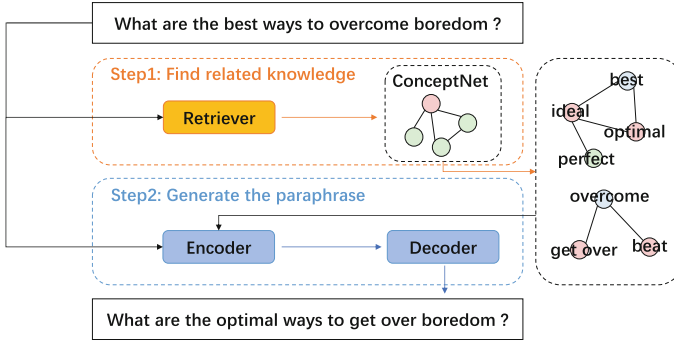 What are the best ways to overcome boredom ?
Step1: Find related knowledge
Retriever
ConceptNet
best
ideal
optimal
perfect
Step2: Generate the paraphrase
Encoder
Decoder
overcome
get over
beat
What are the optimal ways to get over boredom ?